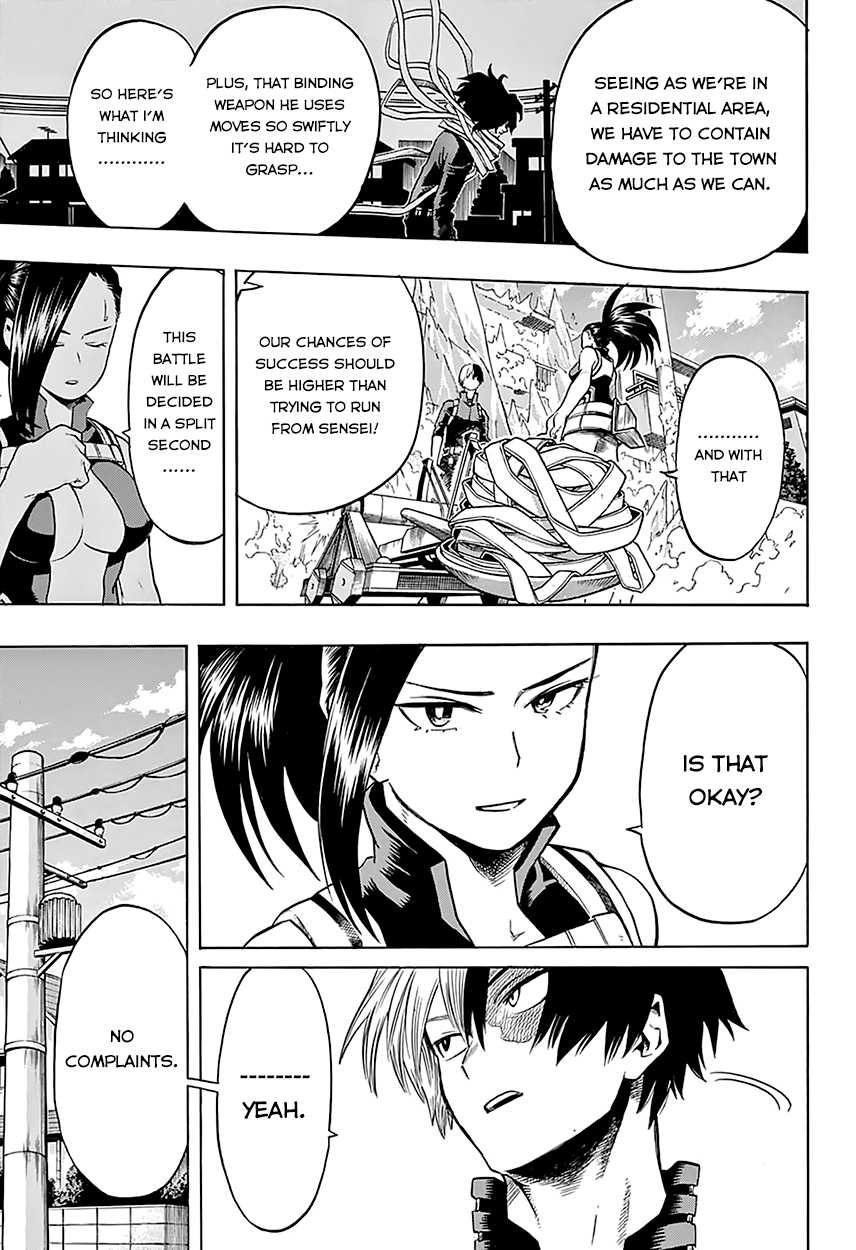 SEEING AS WE'RE IN
A RESIDENTIAL AREA,
WE HAVE TO CONTAIN
DAMAGE TO THE TOWN
AS MUCH AS WE CAN.
PLUS, THAT BINDING
WEAPON HE USES
MOVES SO SWIFTLY
IT'S HARD TO
GRASP...
SO HERE'S
WHAT I'M
THINKING
............
...........
AND WITH
THAT
OUR CHANCES OF
SUCCESS SHOULD
BE HIGHER THAN
TRYING TO RUN
FROM SENSEI!
THIS
BATTLE
WILL BE
DECIDED
IN A SPLIT
SECOND
......
IS THAT
OKAY?
---------
YEAH.
NO
COMPLAINTS.